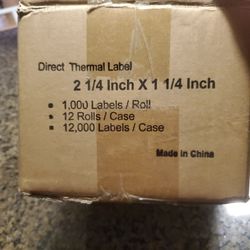 Direct Thermal Label
2 1/4 Inch X 1 1/4 Inch
1,000 Labels / Roll
12 Rolls / Case
12,000 Labels / Case
Made in China